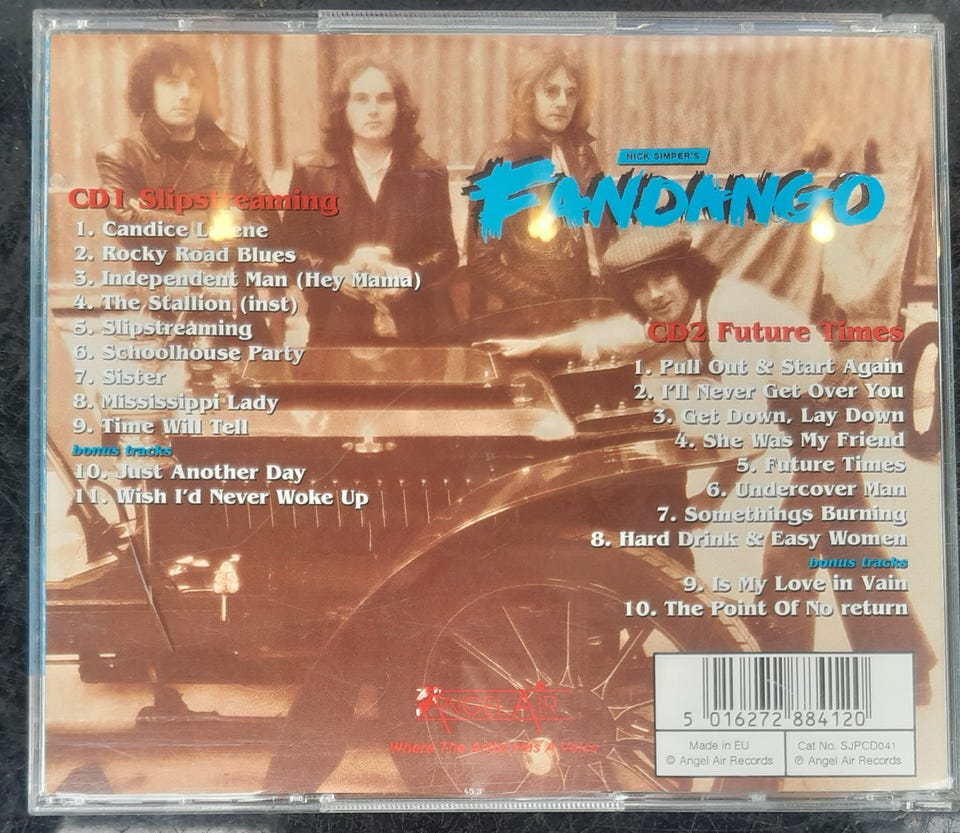 NICK SIMPER'S
FANDANGO
CD1 Slipstreaming
1. Candice Larene
2. Rocky Road Blues
3. Independent Man (Hey Mama)
4. The Stallion (inst)
5. Slipstreaming
6. Schoolhouse Party
7. Sister
8. Mississippi Lady
9. Time Will Tell
bonus tracks
10. Just Another Day
11. Wish I'd Never Woke Up
CD2 Future Times
1. Pull Out & Start Again
2. I'll Never Get Over You
3. Get Down, Lay Down
4. She Was My Friend
5. Future Times
6. Undercover Man
7. Somethings Burning
8. Hard Drink & Easy Women
bonus tracks
9. Is My Love in Vain
10. The Point Of No return
ANGEL AIR
Where The Artist Has A Voice
5 016272 884120
Made in EU
© Angel Air Records
Cat No. SJPCD041
℗ Angel Air Records